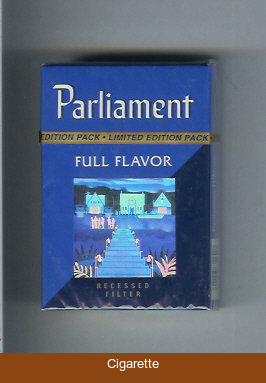 Parliament
EDITION PACK • LIMITED EDITION PACK
FULL FLAVOR
RECESSED
FILTER
Cigarette